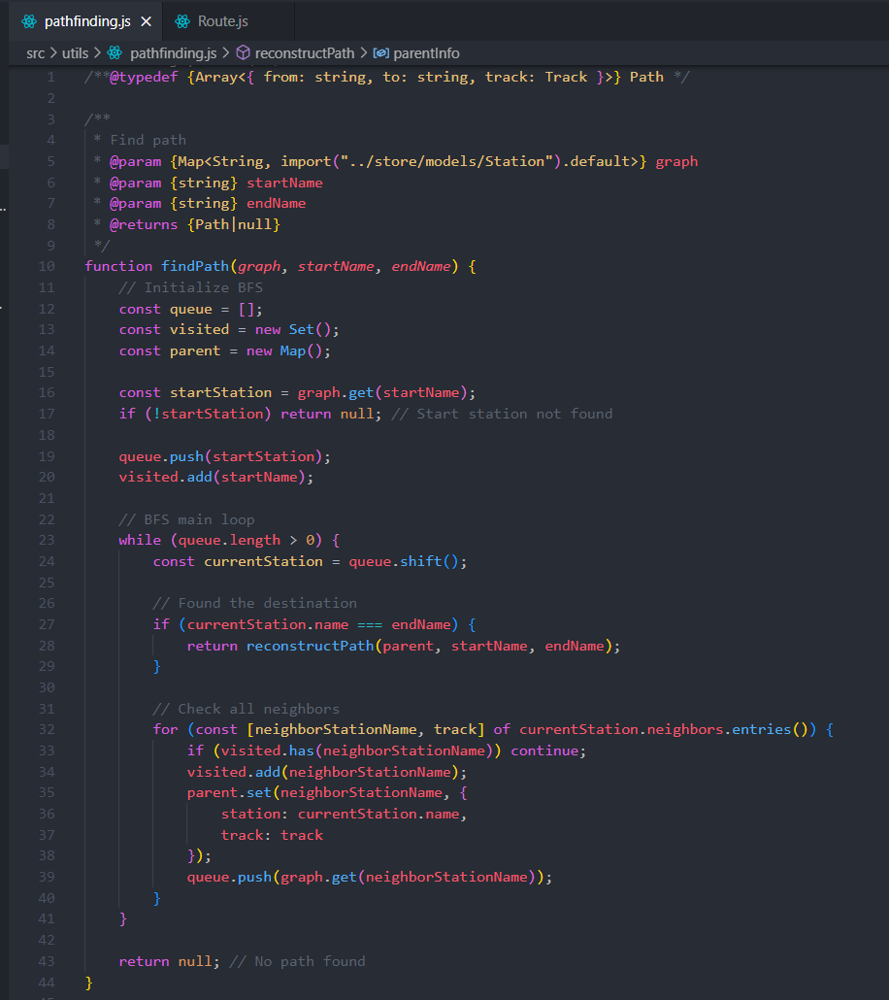 pathfinding.js
Route.js
src > utils > pathfinding.js > reconstructPath > parentInfo
1 /**@typedef {Array<{ from: string, to: string, track: Track }>} Path */
2
3 /**
4  * Find path
5  * @param {Map<String, import("../store/models/Station").default>} graph
6  * @param {string} startName
7  * @param {string} endName
8  * @returns {Path|null}
9  */
10 function findPath(graph, startName, endName) {
11     // Initialize BFS
12     const queue = [];
13     const visited = new Set();
14     const parent = new Map();
15
16     const startStation = graph.get(startName);
17     if (!startStation) return null; // Start station not found
18
19     queue.push(startStation);
20     visited.add(startName);
21
22     // BFS main loop
23     while (queue.length > 0) {
24         const currentStation = queue.shift();
25
26         // Found the destination
27         if (currentStation.name === endName) {
28             return reconstructPath(parent, startName, endName);
29         }
30
31         // Check all neighbors
32         for (const [neighborStationName, track] of currentStation.neighbors.entries()) {
33             if (visited.has(neighborStationName)) continue;
34             visited.add(neighborStationName);
35             parent.set(neighborStationName, {
36                 station: currentStation.name,
37                 track: track
38             });
39             queue.push(graph.get(neighborStationName));
40         }
41     }
42
43     return null; // No path found
44 }